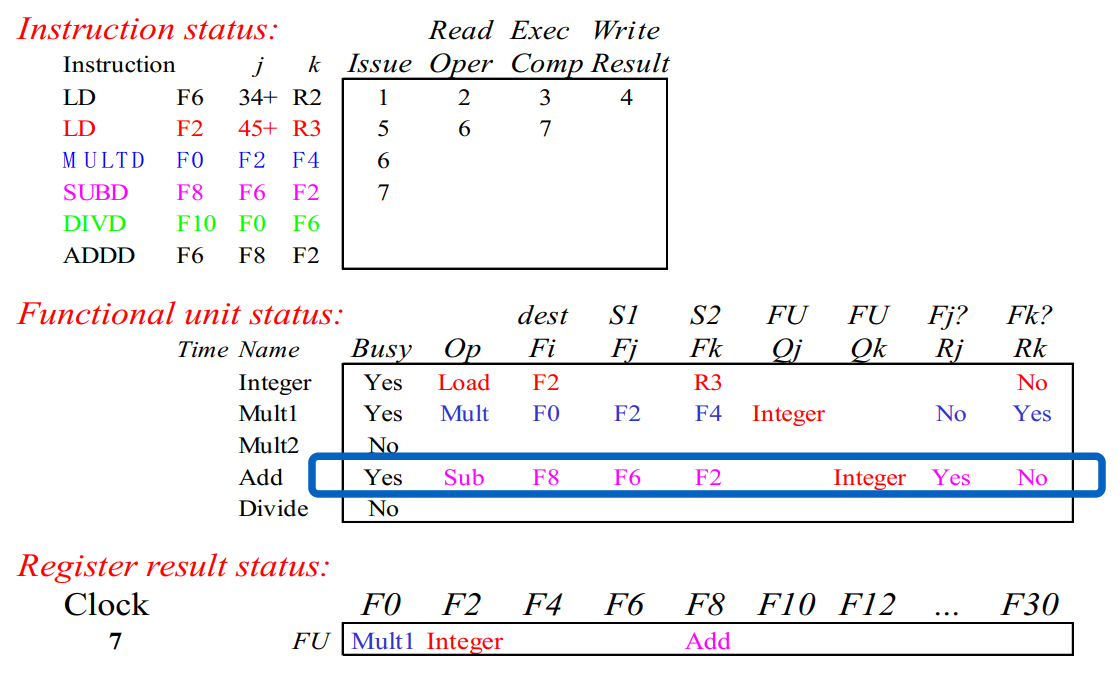 Instruction status: Read Exec Write
Instruction j k Issue Oper Comp Result
LD F6 34+ R2 1 2 3 4
LD F2 45+ R3 5 6 7
MULTD F0 F2 F4 6
SUBD F8 F6 F2 7
DIVD F10 F0 F6
ADDD F6 F8 F2
Functional unit status: dest S1 S2 FU FU Fj? Fk?
Time Name Busy Op Fi Fj Fk Qj Qk Rj Rk
Integer Yes Load F2 R3 No
Mult1 Yes Mult F0 F2 F4 Integer No Yes
Mult2 No
Add Yes Sub F8 F6 F2 Integer Yes No
Divide No
Register result status:
Clock F0 F2 F4 F6 F8 F10 F12 ... F30
7 FU Mult1 Integer Add